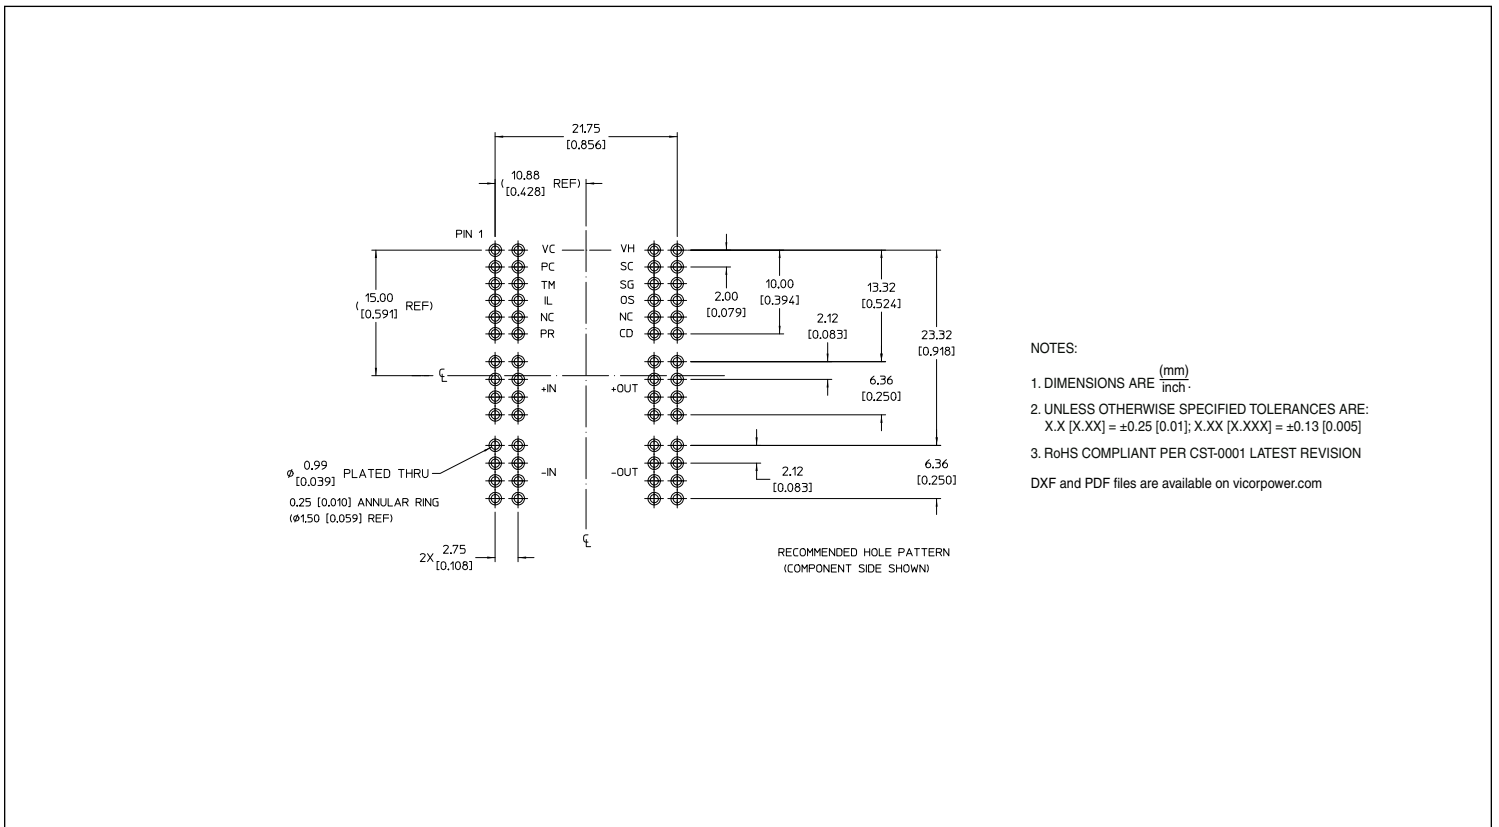 21.75
[0.856]
( 10.88 REF)
[0.428]
PIN 1
VC
VH
PC
SC
TM
SG
IL
OS
NC
NC
PR
CD
( 15.00 REF)
[0.591]
2.00
[0.079]
10.00
[0.394]
13.32
[0.524]
2.12
[0.083]
23.32
[0.918]
℄
+IN
+OUT
6.36
[0.250]
ø 0.99 PLATED THRU
[0.039]
0.25 [0.010] ANNULAR RING
(ø1.50 [0.059] REF)
-IN
-OUT
2.12
[0.083]
6.36
[0.250]
℄
2X 2.75
[0.108]
RECOMMENDED HOLE PATTERN
(COMPONENT SIDE SHOWN)
NOTES:
1. DIMENSIONS ARE (mm)
inch.
2. UNLESS OTHERWISE SPECIFIED TOLERANCES ARE:
X.X [X.XX] = ±0.25 [0.01]; X.XX [X.XXX] = ±0.13 [0.005]
3. RoHS COMPLIANT PER CST-0001 LATEST REVISION
DXF and PDF files are available on vicorpower.com